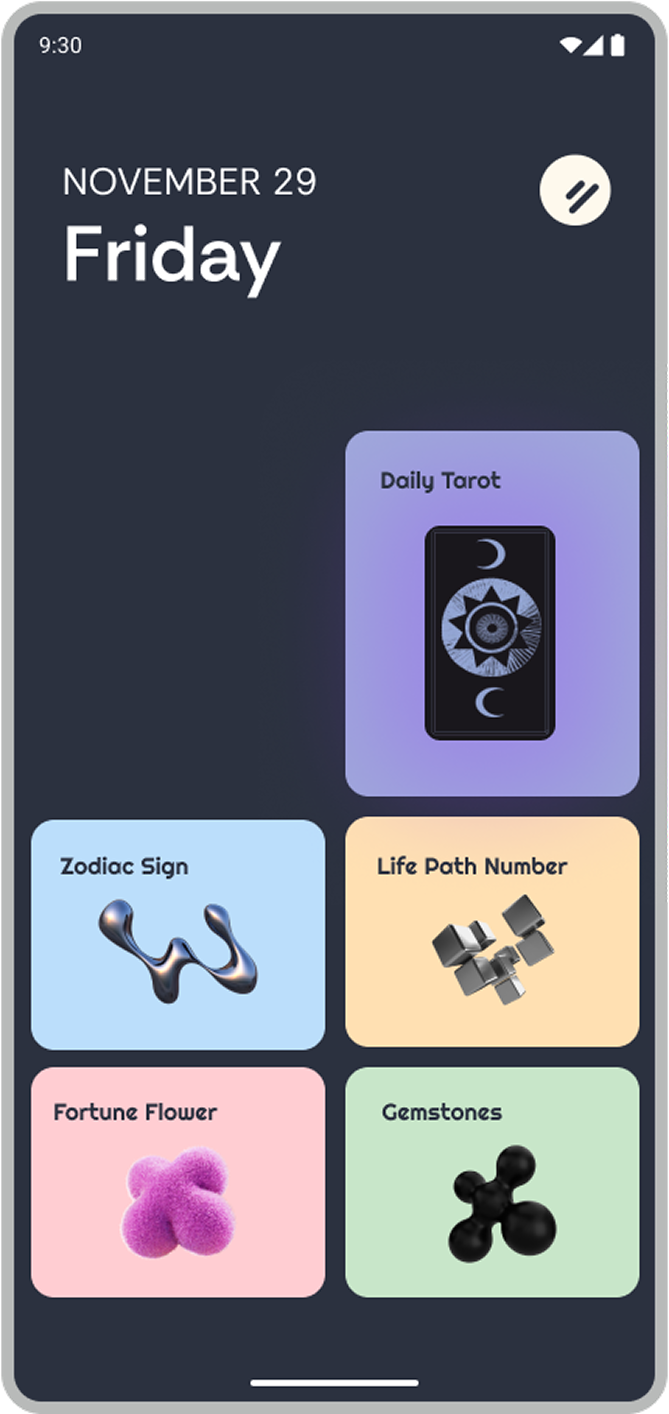 9:30
NOVEMBER 29
Friday
Daily Tarot
Zodiac Sign
Life Path Number
Fortune Flower
Gemstones